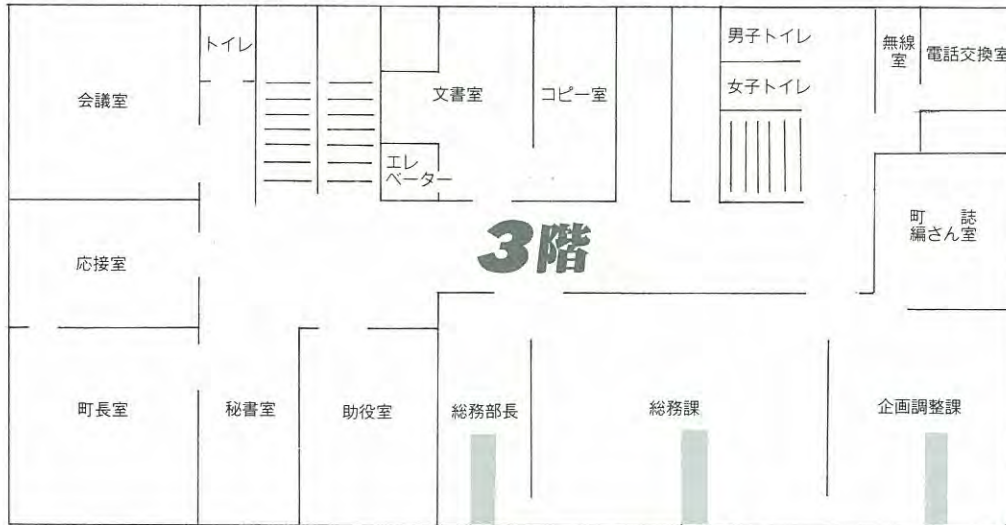 トイレ
会議室
文書室
コピー室
男子トイレ
女子トイレ
無線
室
電話交換室
エレ
ベーター
3階
町　誌
編さん室
応接室
町長室
秘書室
助役室
総務部長
総務課
企画調整課